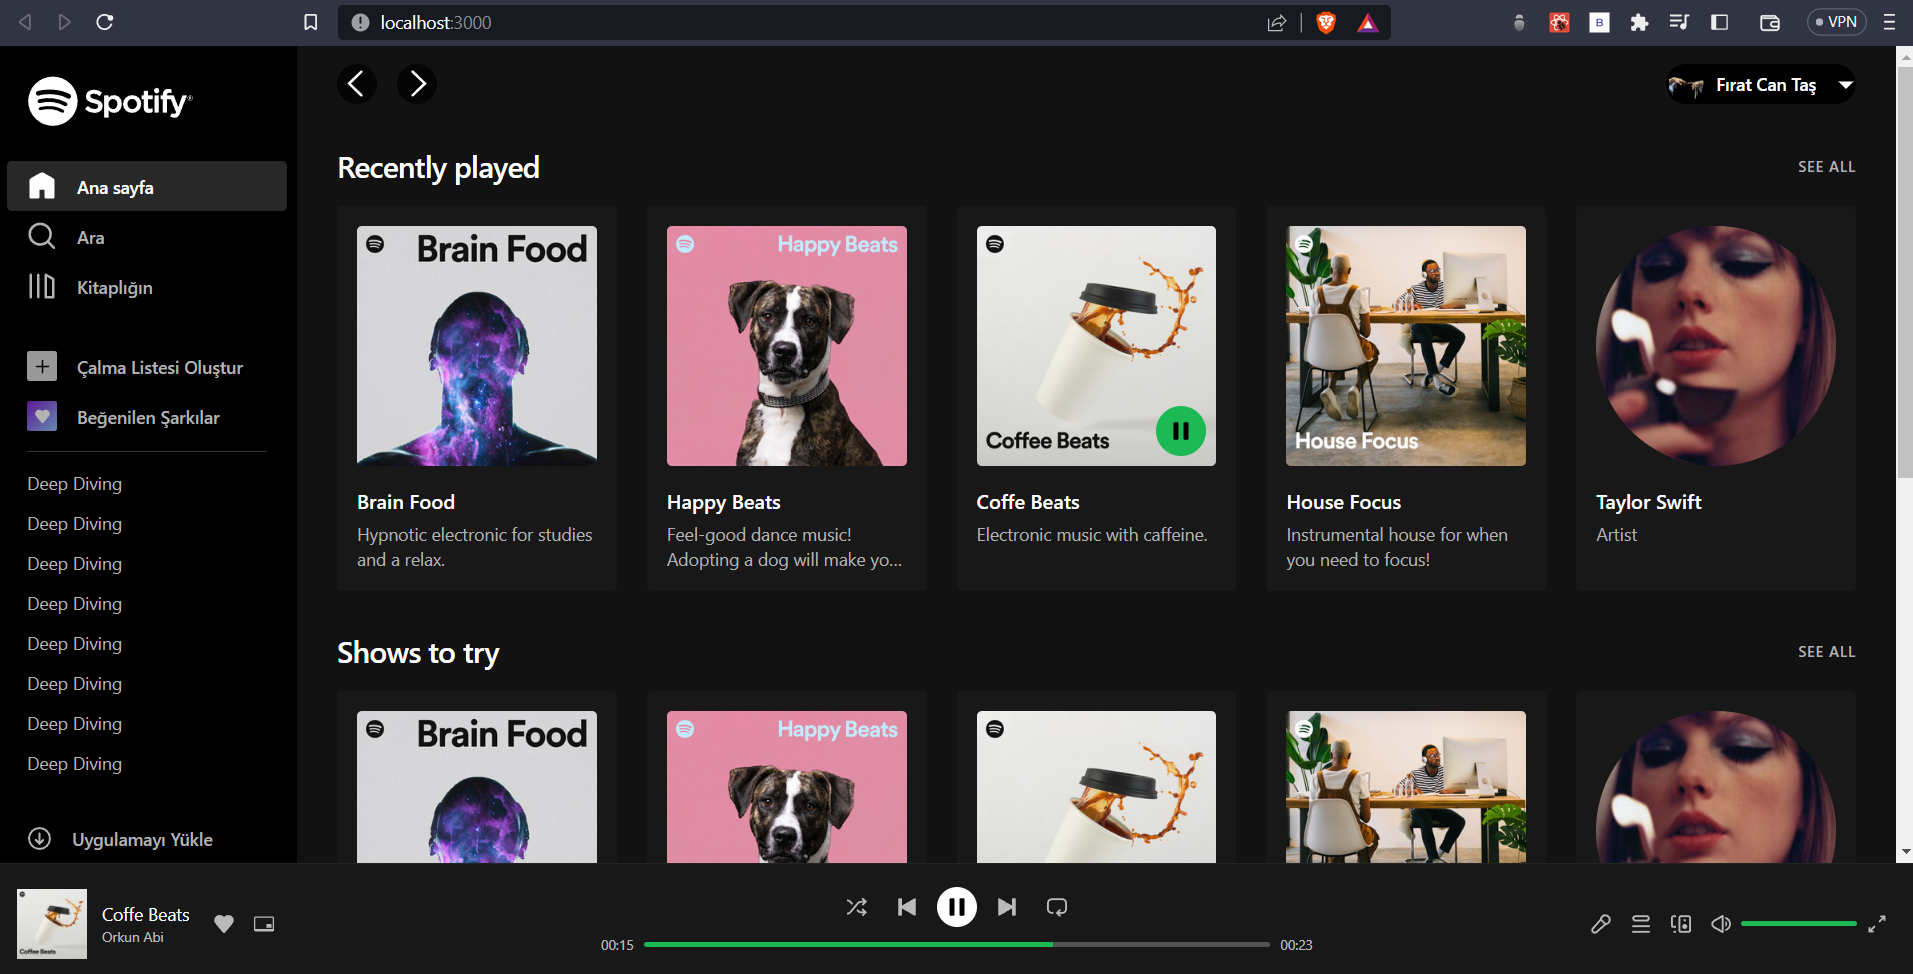 localhost:3000
VPN
Spotify
Ana sayfa
Ara
Kitaplığın
Çalma Listesi Oluştur
Beğenilen Şarkılar
Deep Diving
Deep Diving
Deep Diving
Deep Diving
Deep Diving
Deep Diving
Deep Diving
Deep Diving
Uygulamayı Yükle
Fırat Can Taş
Recently played
SEE ALL
Brain Food
Happy Beats
Coffee Beats
House Focus
Brain Food
Hypnotic electronic for studies
and a relax.
Happy Beats
Feel-good dance music!
Adopting a dog will make yo...
Coffe Beats
Electronic music with caffeine.
House Focus
Instrumental house for when
you need to focus!
Taylor Swift
Artist
Shows to try
SEE ALL
Brain Food
Happy Beats
Coffee Beats
Coffe Beats
Orkun Abi
00:15
00:23